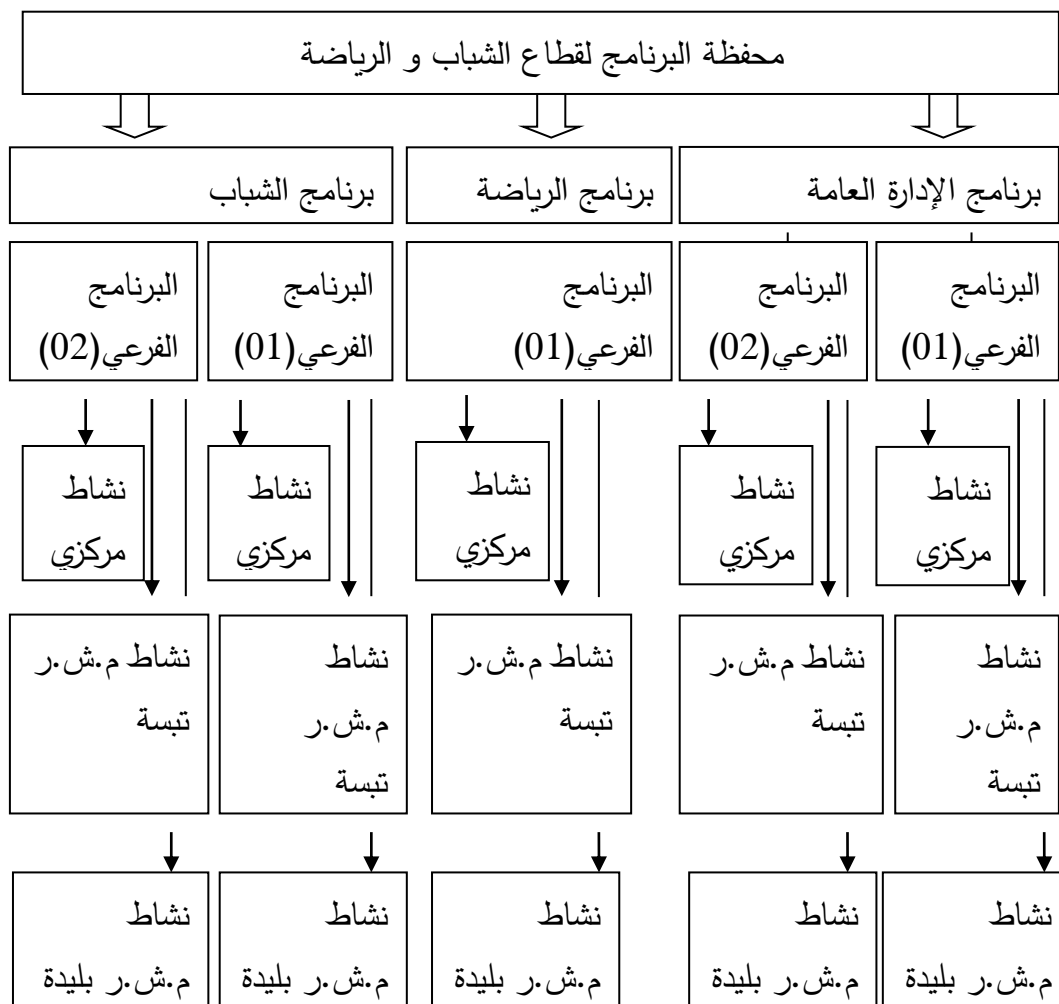 محفظة البرنامج لقطاع الشباب و الرياضة
برنامج الإدارة العامة
برنامج الرياضة
برنامج الشباب
البرنامج
الفرعي(01)
البرنامج
الفرعي(02)
البرنامج
الفرعي(01)
البرنامج
الفرعي(01)
البرنامج
الفرعي(02)
نشاط
مركزي
نشاط
مركزي
نشاط
مركزي
نشاط
مركزي
نشاط
مركزي
نشاط
م.ش.ر
تبسة
نشاط م.ش.ر
تبسة
نشاط م.ش.ر
تبسة
نشاط
م.ش.ر
تبسة
نشاط م.ش.ر
تبسة
نشاط
م.ش.ر بليدة
نشاط
م.ش.ر بليدة
نشاط
م.ش.ر بليدة
نشاط
م.ش.ر بليدة
نشاط
م.ش.ر بليدة